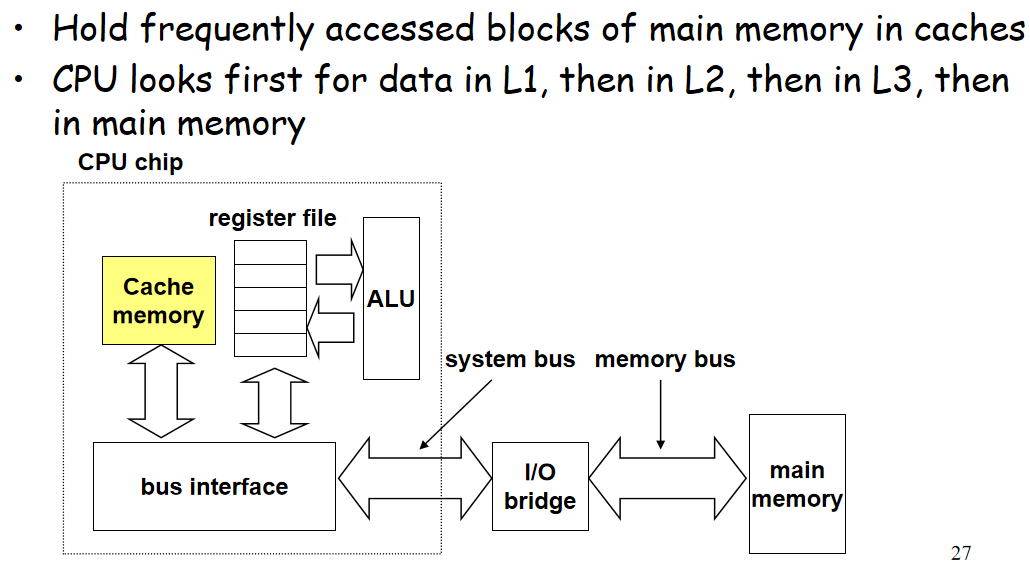 • Hold frequently accessed blocks of main memory in caches
• CPU looks first for data in L1, then in L2, then in L3, then
in main memory
CPU chip
register file
Cache
memory
ALU
system bus
memory bus
bus interface
I/O
bridge
main
memory
27